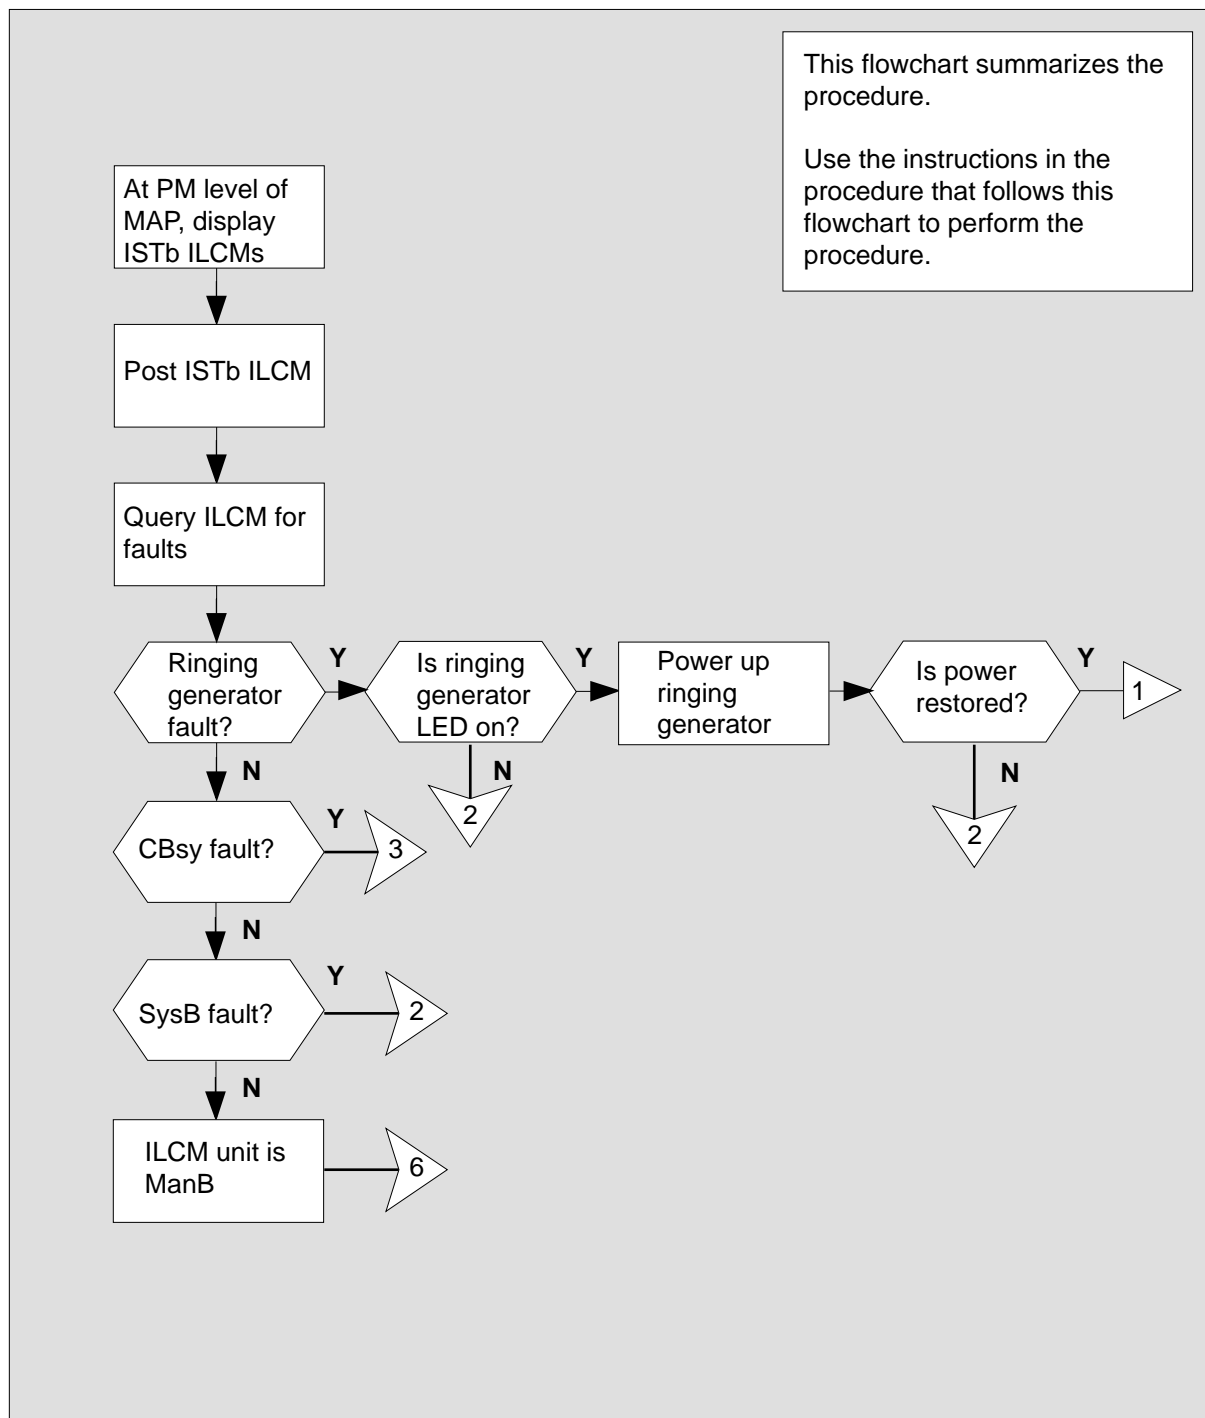 This flowchart summarizes the
procedure.
Use the instructions in the
procedure that follows this
flowchart to perform the
procedure.
At PM level of
MAP, display
ISTb ILCMs
Post ISTb ILCM
Query ILCM for
faults
Ringing
generator
fault?
Y
Is ringing
generator
LED on?
Y
Power up
ringing
generator
Is power
restored?
Y
1
N
N
2
N
2
CBsy fault?
Y
3
N
SysB fault?
Y
2
N
ILCM unit is
ManB
6